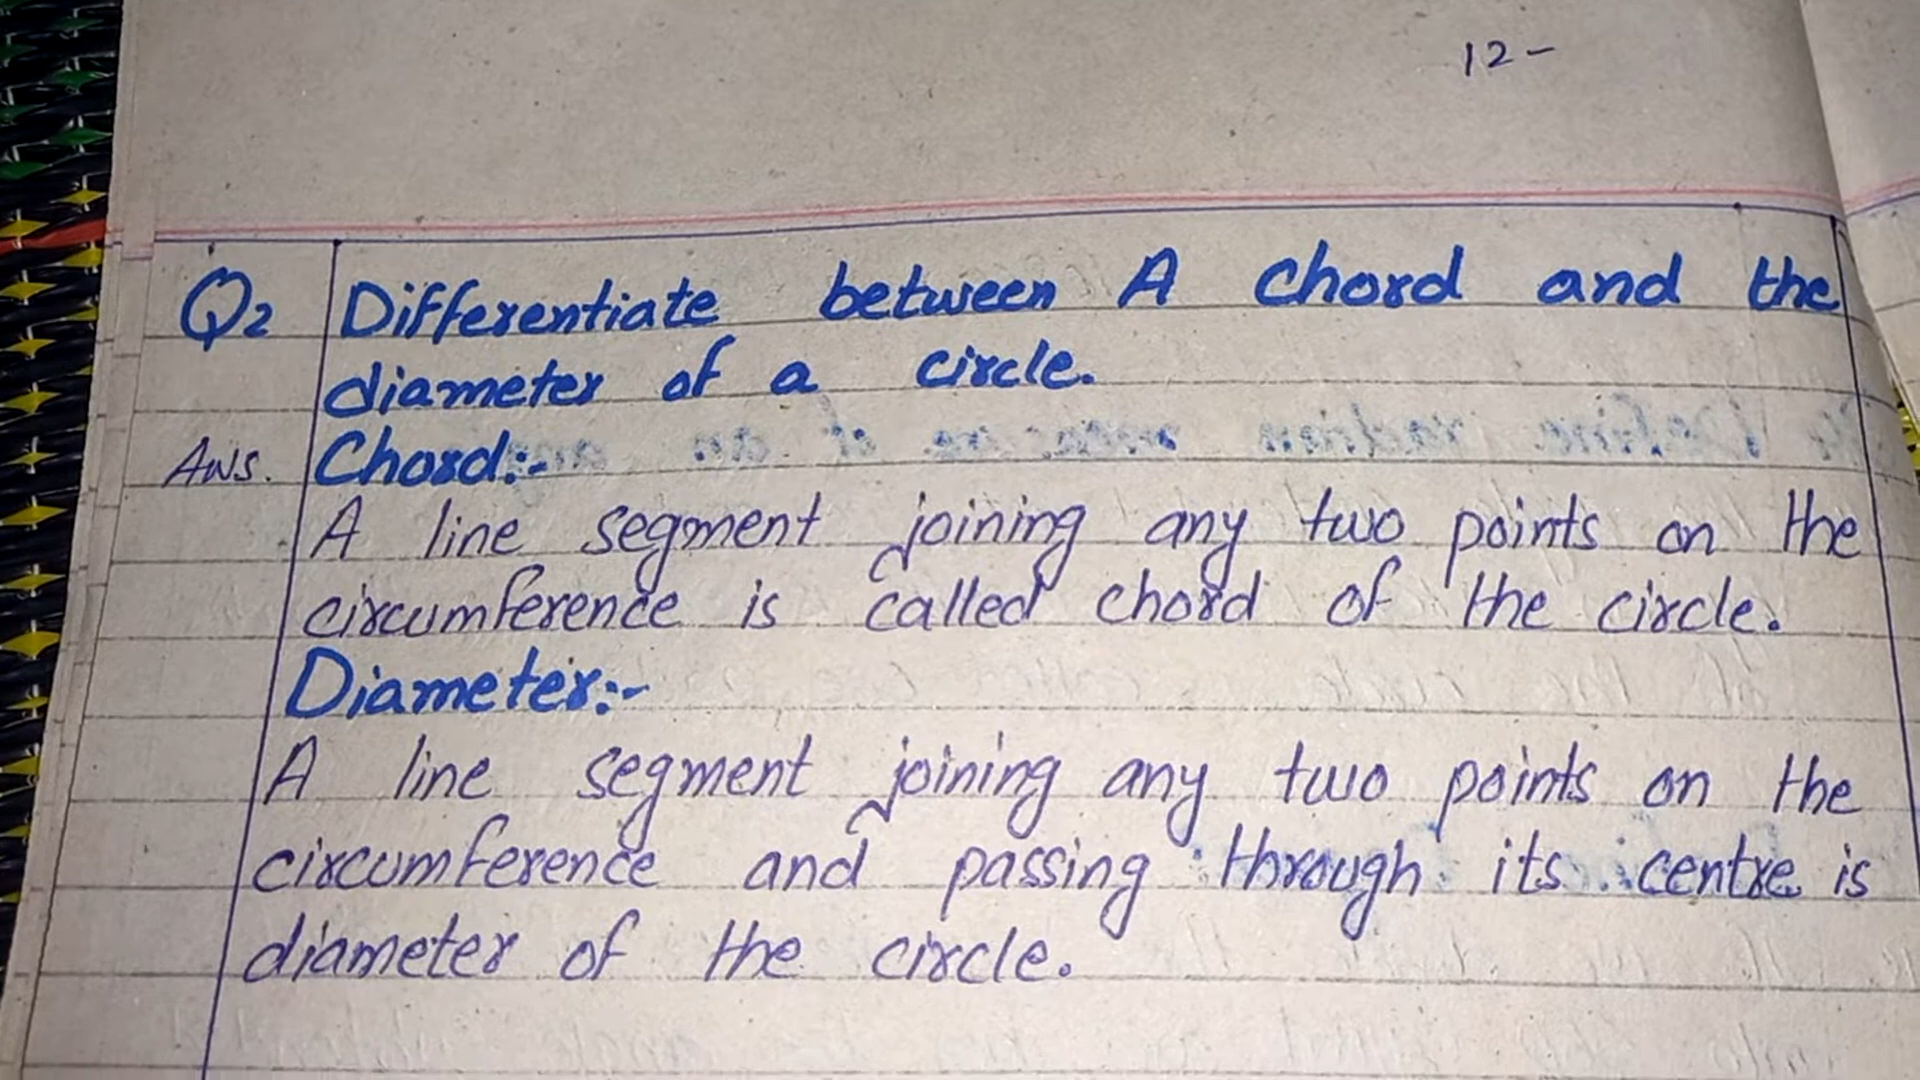 12-
Q2 Differentiate between A chord and the
diameter of a circle.
Ans. Chord:-
A line segment joining any two points on the
circumference is called chord of the circle.
Diameter:-
A line segment joining any two points on the
circumference and passing through its centre is
diameter of the circle.